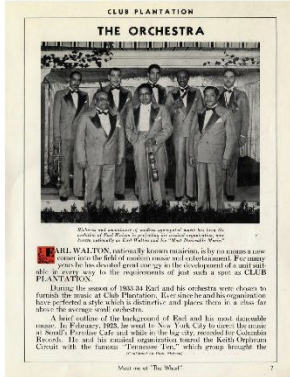 CLUB PLANTATION
THE ORCHESTRA
EARL WALTON, nationally known musician, is by no means a new
comer into the field of modern music and entertainment. For many
years he has devoted great energy in the development of a unit suit-
able in every way to the requirements of just such a spot as CLUB
PLANTATION.
During the season of 1933-34 Earl and his orchestra were chosen to
furnish the music at Club Plantation. Ever since he and his organization
have perfected a style which is distinctive and places them in a class far
above the average small orchestra.
A brief outline of the background of Earl and his most danceable
music. In February, 1923, he went to New York City to direct the music
at Small's Paradise Cafe and while in the big city, recorded for Columbia
Records. He and his musical organization toured the Keith-Orpheum
Circuit with the famous "Tennessee Ten," which group brought the
Meet me at "The Wheel"
7